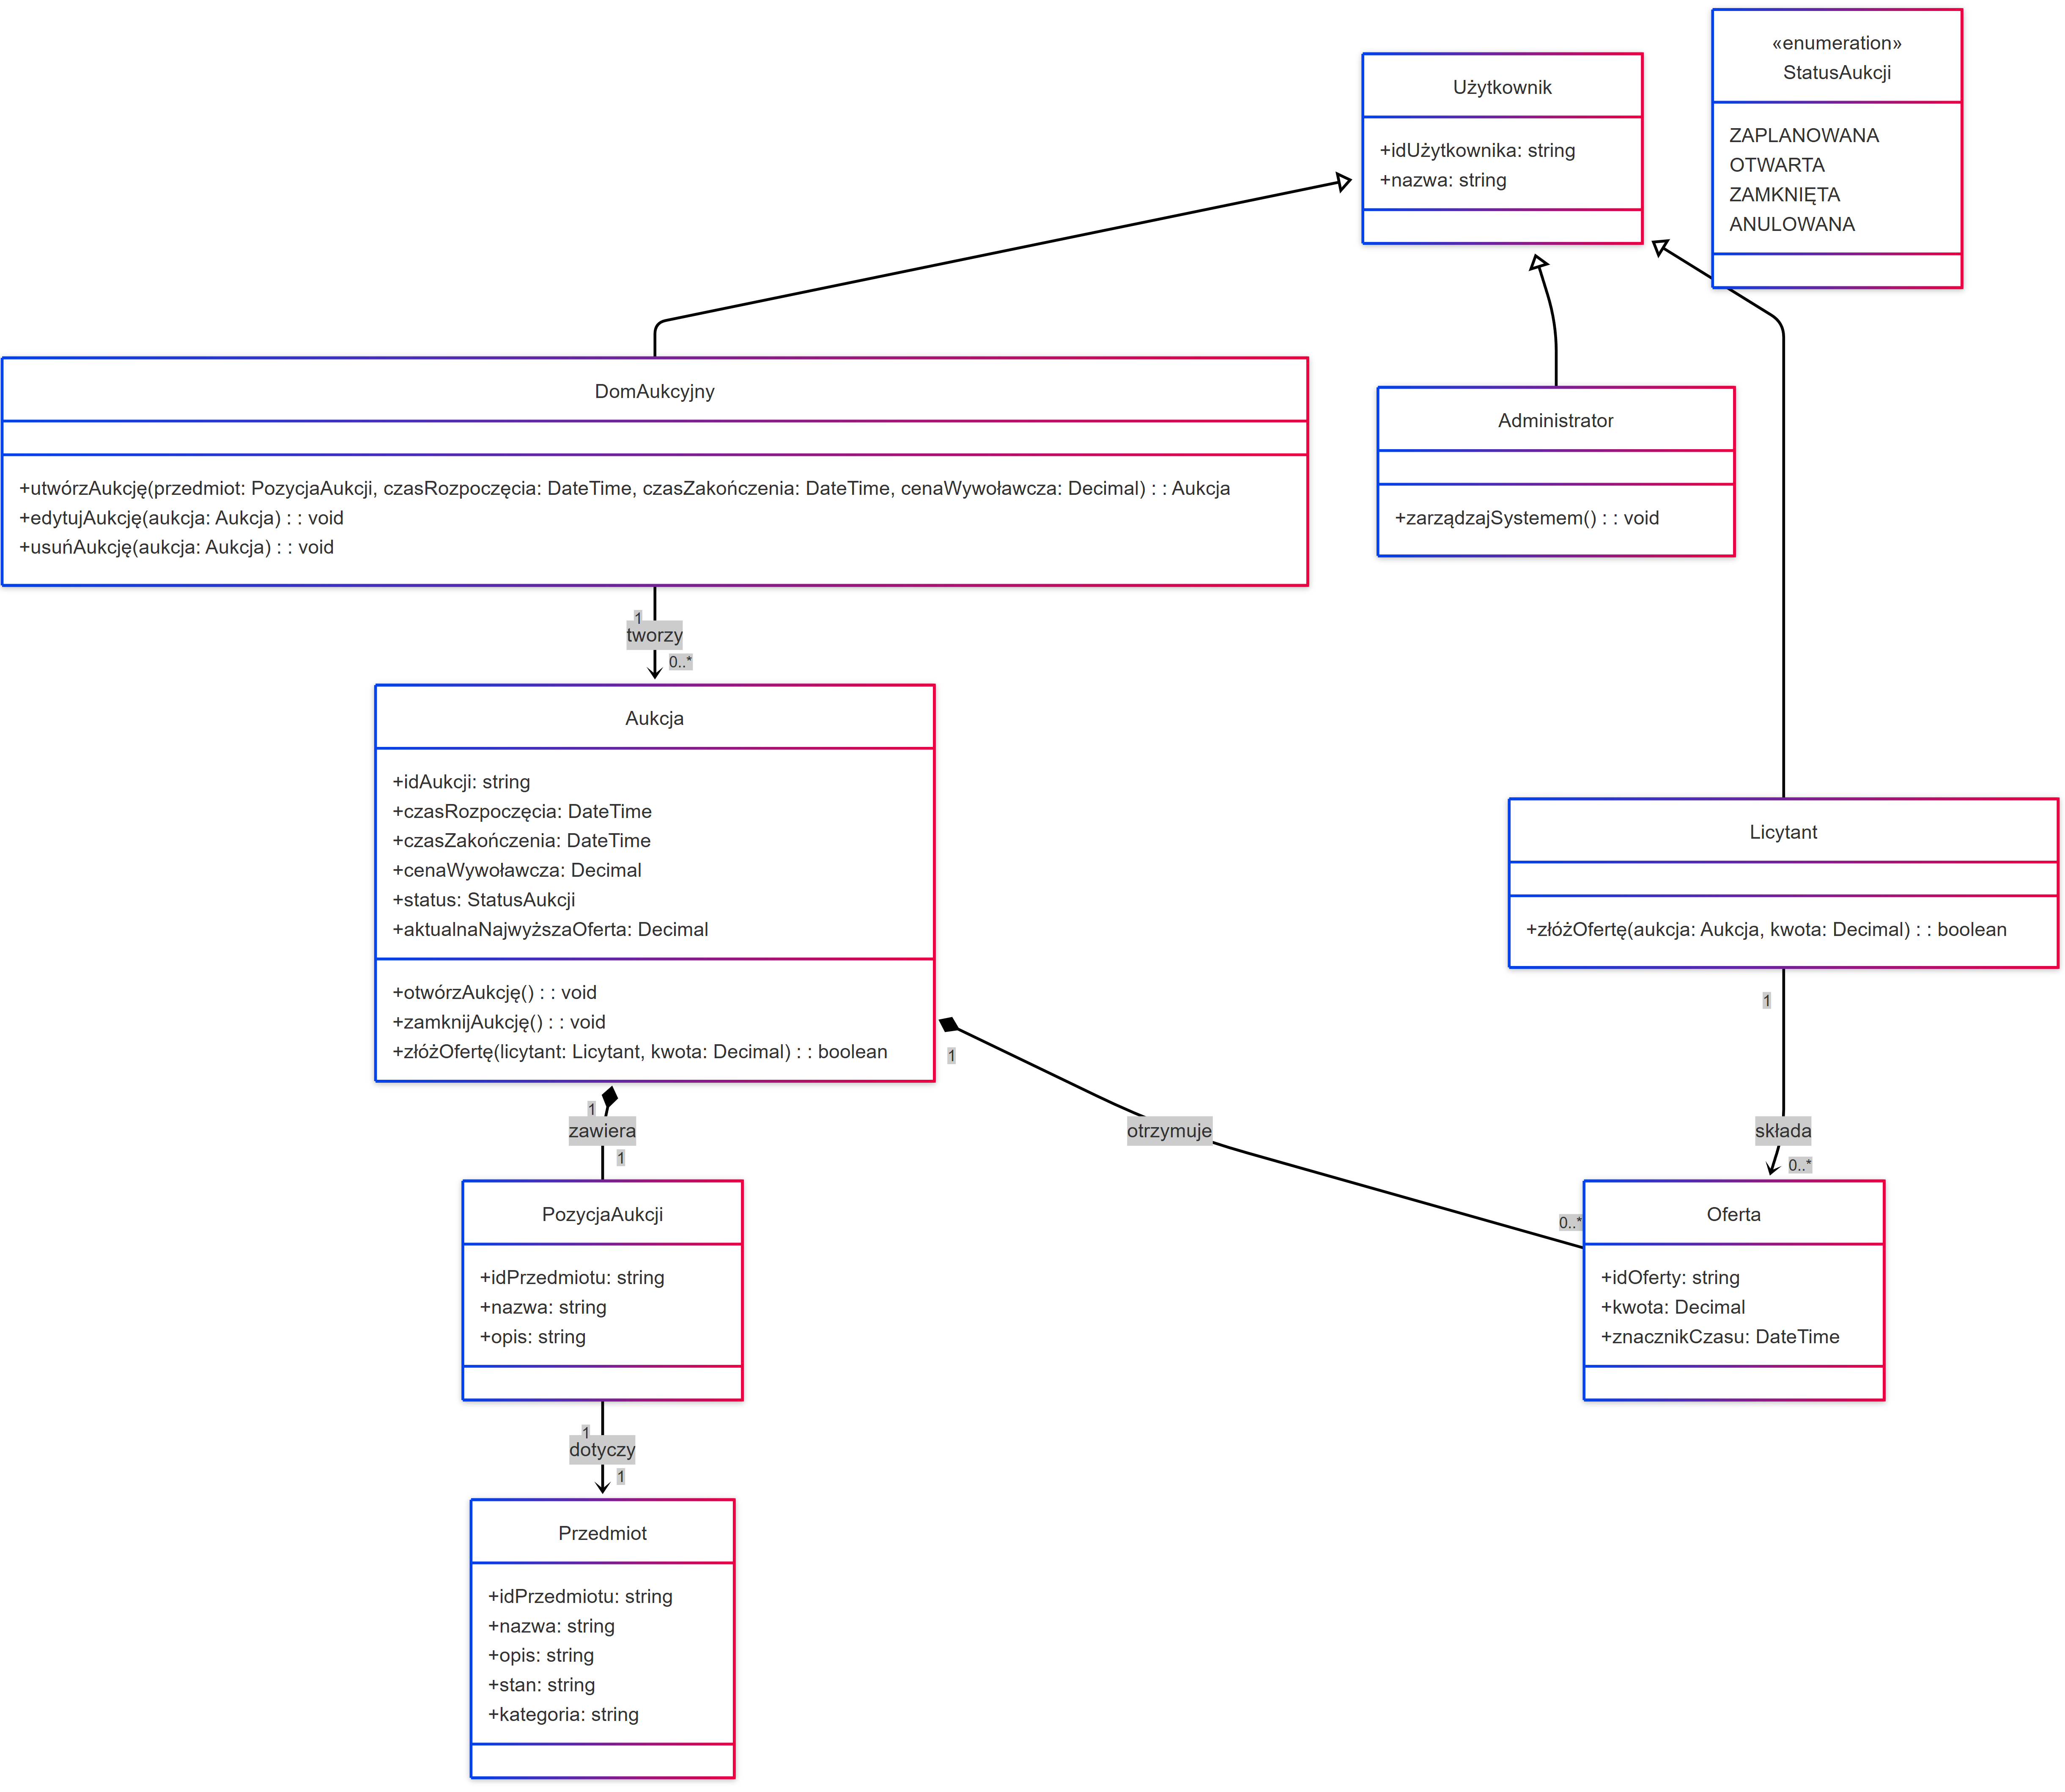 «enumeration»
StatusAukcji
ZAPLANOWANA
OTWARTA
ZAMKNIĘTA
ANULOWANA
Użytkownik
+idUżytkownika: string
+nazwa: string
DomAukcyjny
+utwórzAukcję(przedmiot: PozycjaAukcji, czasRozpoczęcia: DateTime, czasZakończenia: DateTime, cenaWywoławcza: Decimal) : : Aukcja
+edytujAukcję(aukcja: Aukcja) : : void
+usuńAukcję(aukcja: Aukcja) : : void
Administrator
+zarządzajSystemem() : : void
1
tworzy
0..*
Aukcja
+idAukcji: string
+czasRozpoczęcia: DateTime
+czasZakończenia: DateTime
+cenaWywoławcza: Decimal
+status: StatusAukcji
+aktualnaNajwyższaOferta: Decimal
+otwórzAukcję() : : void
+zamknijAukcję() : : void
+złóżOfertę(licytant: Licytant, kwota: Decimal) : : boolean
Licytant
+złóżOfertę(aukcja: Aukcja, kwota: Decimal) : : boolean
1
zawiera
1
1
otrzymuje
0..*
1
składa
0..*
PozycjaAukcji
+idPrzedmiotu: string
+nazwa: string
+opis: string
Oferta
+idOferty: string
+kwota: Decimal
+znacznikCzasu: DateTime
1
dotyczy
1
Przedmiot
+idPrzedmiotu: string
+nazwa: string
+opis: string
+stan: string
+kategoria: string